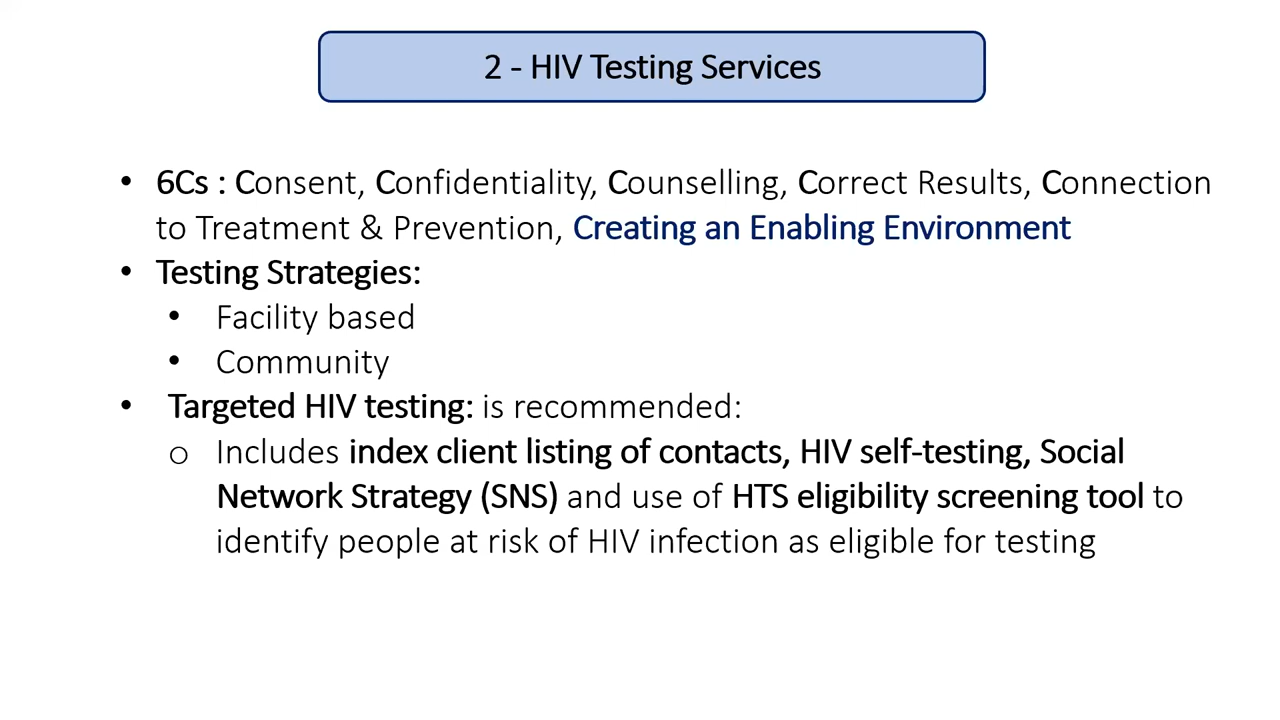 2 - HIV Testing Services
• 6Cs : Consent, Confidentiality, Counselling, Correct Results, Connection
to Treatment & Prevention, Creating an Enabling Environment
• Testing Strategies:
• Facility based
• Community
• Targeted HIV testing: is recommended:
o Includes index client listing of contacts, HIV self-testing, Social
Network Strategy (SNS) and use of HTS eligibility screening tool to
identify people at risk of HIV infection as eligible for testing